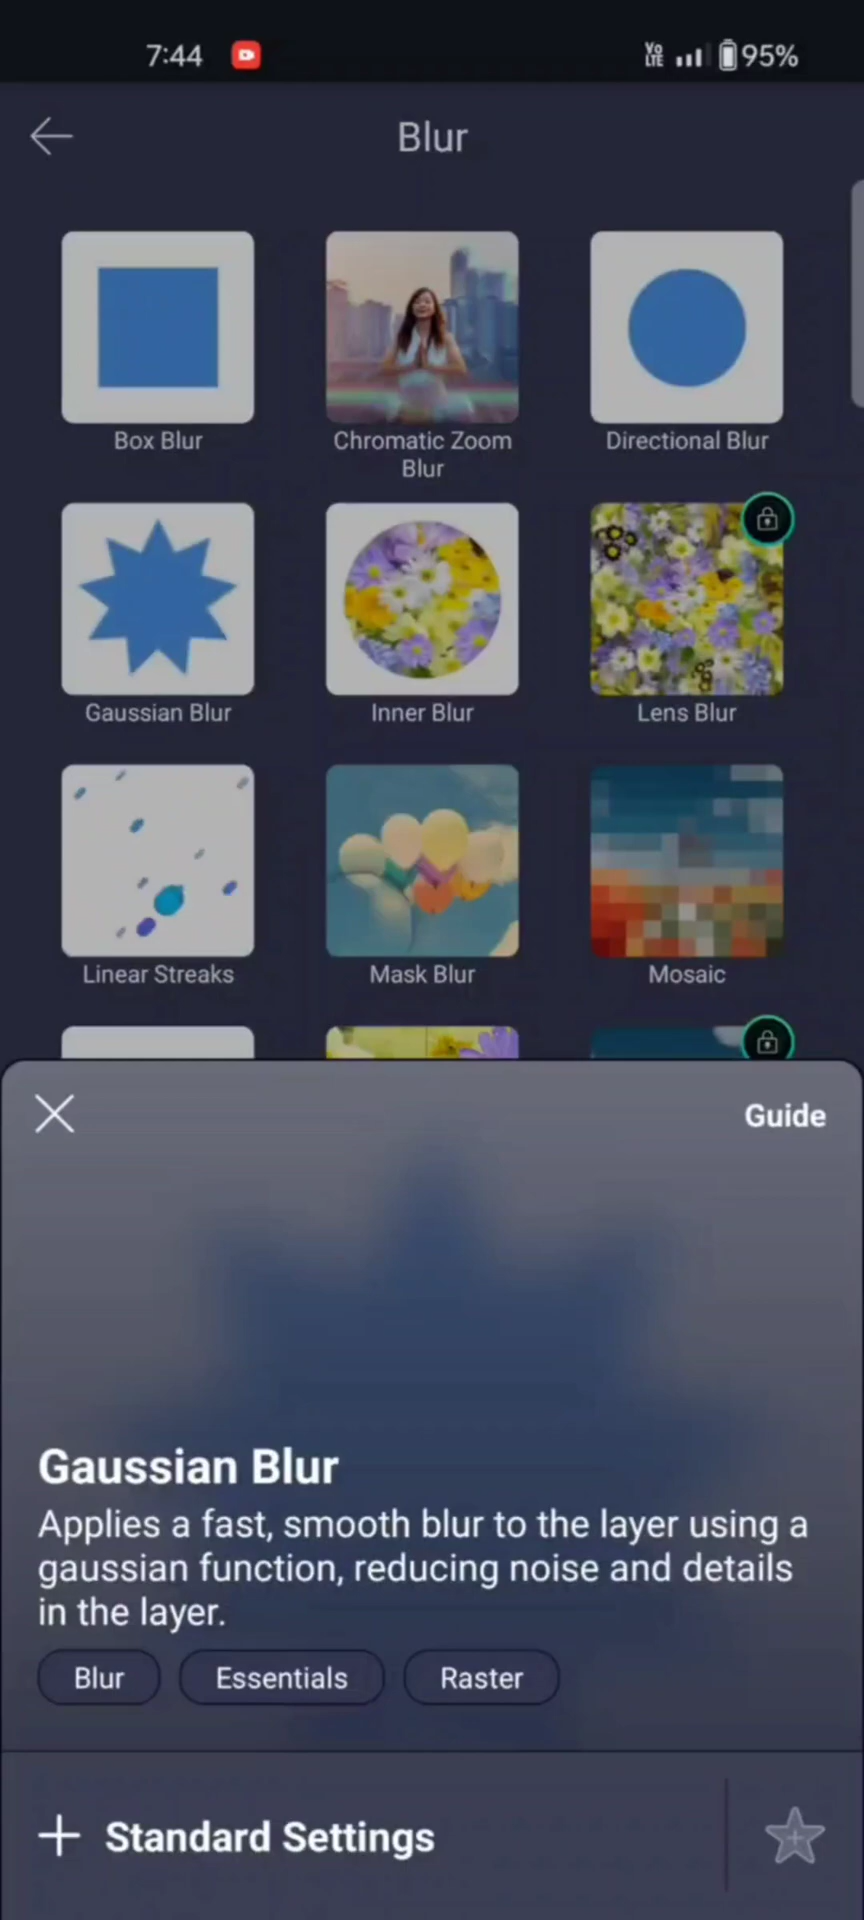 7:44
Vo
LTE
95%
Blur
Box Blur
Chromatic Zoom
Blur
Directional Blur
Gaussian Blur
Inner Blur
Lens Blur
Linear Streaks
Mask Blur
Mosaic
Guide
Gaussian Blur
Applies a fast, smooth blur to the layer using a
gaussian function, reducing noise and details
in the layer.
Blur
Essentials
Raster
Standard Settings